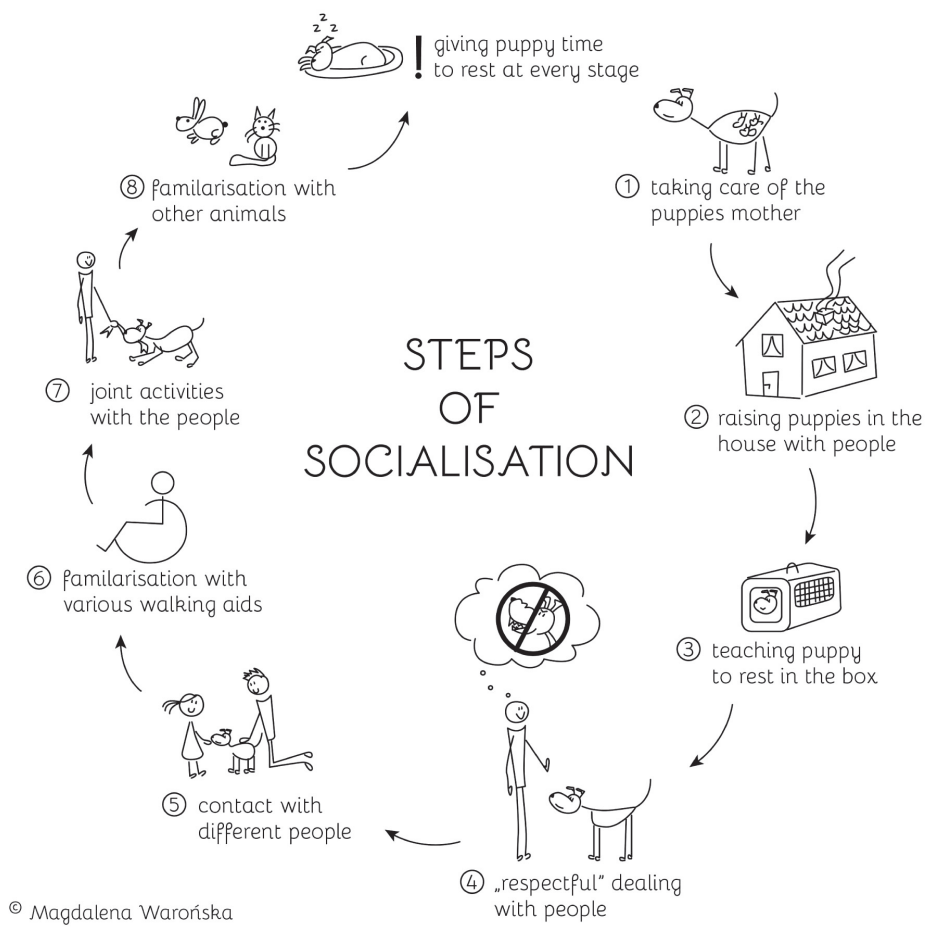 STEPS
OF
SOCIALISATION
z z z
! giving puppy time
to rest at every stage
1 taking care of the
puppies mother
2 raising puppies in the
house with people
3 teaching puppy
to rest in the box
4 „respectful” dealing
with people
5 contact with
different people
6 familarisation with
various walking aids
7 joint activities
with the people
8 familarisation with
other animals
© Magdalena Warońska